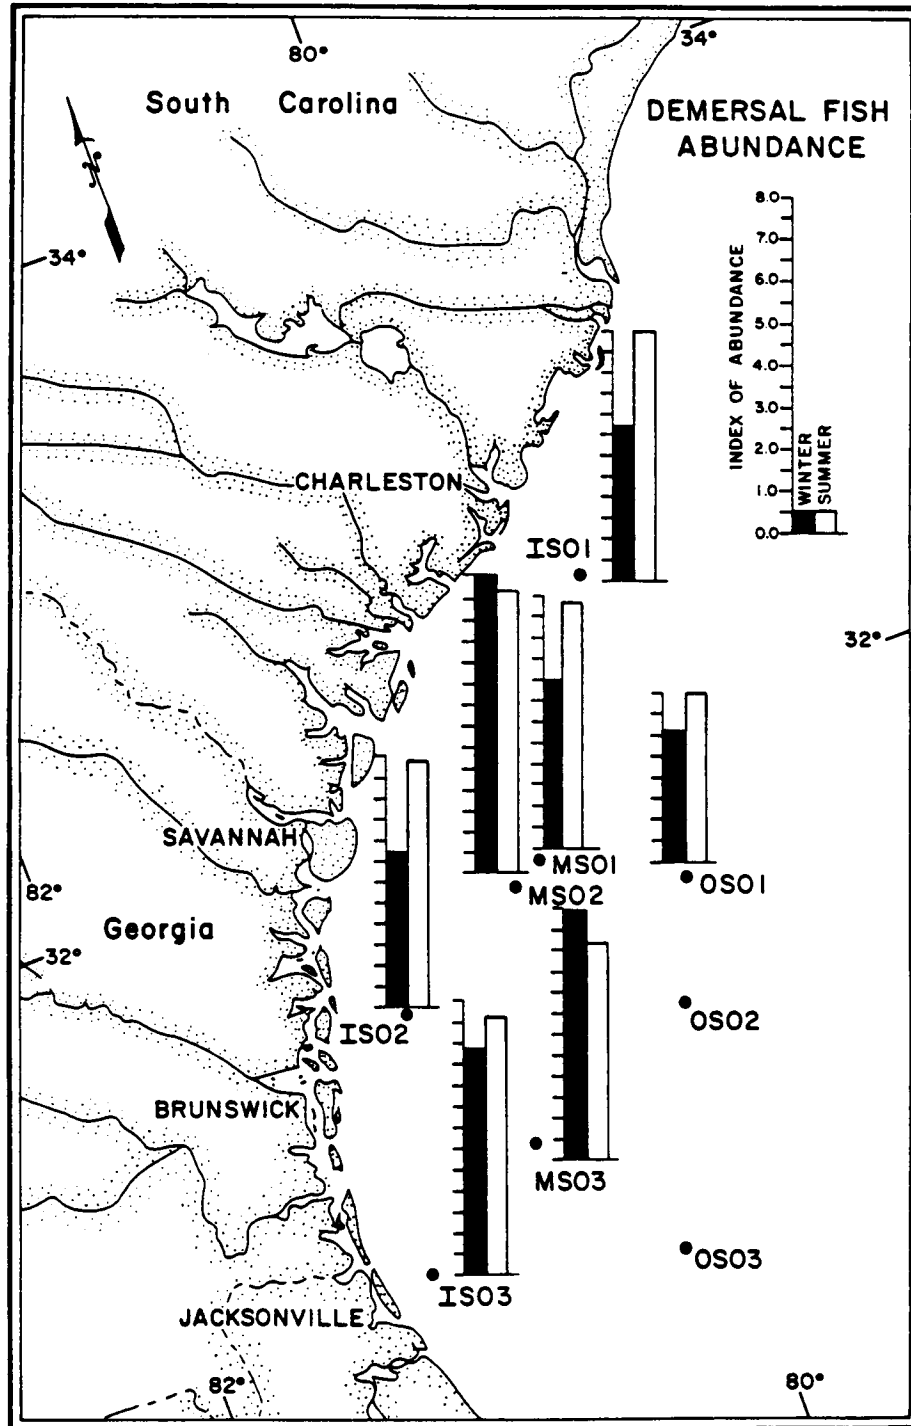 80°
34°
South Carolina
DEMERSAL FISH
ABUNDANCE
N
34°
8.0
7.0
6.0
5.0
4.0
3.0
2.0
1.0
0.0
INDEX OF ABUNDANCE
WINTER
SUMMER
CHARLESTON
IS01
32°
SAVANNAH
MS01
MS02
OS01
82°
Georgia
32°
IS02
OS02
BRUNSWICK
MS03
OS03
IS03
JACKSONVILLE
82°
80°